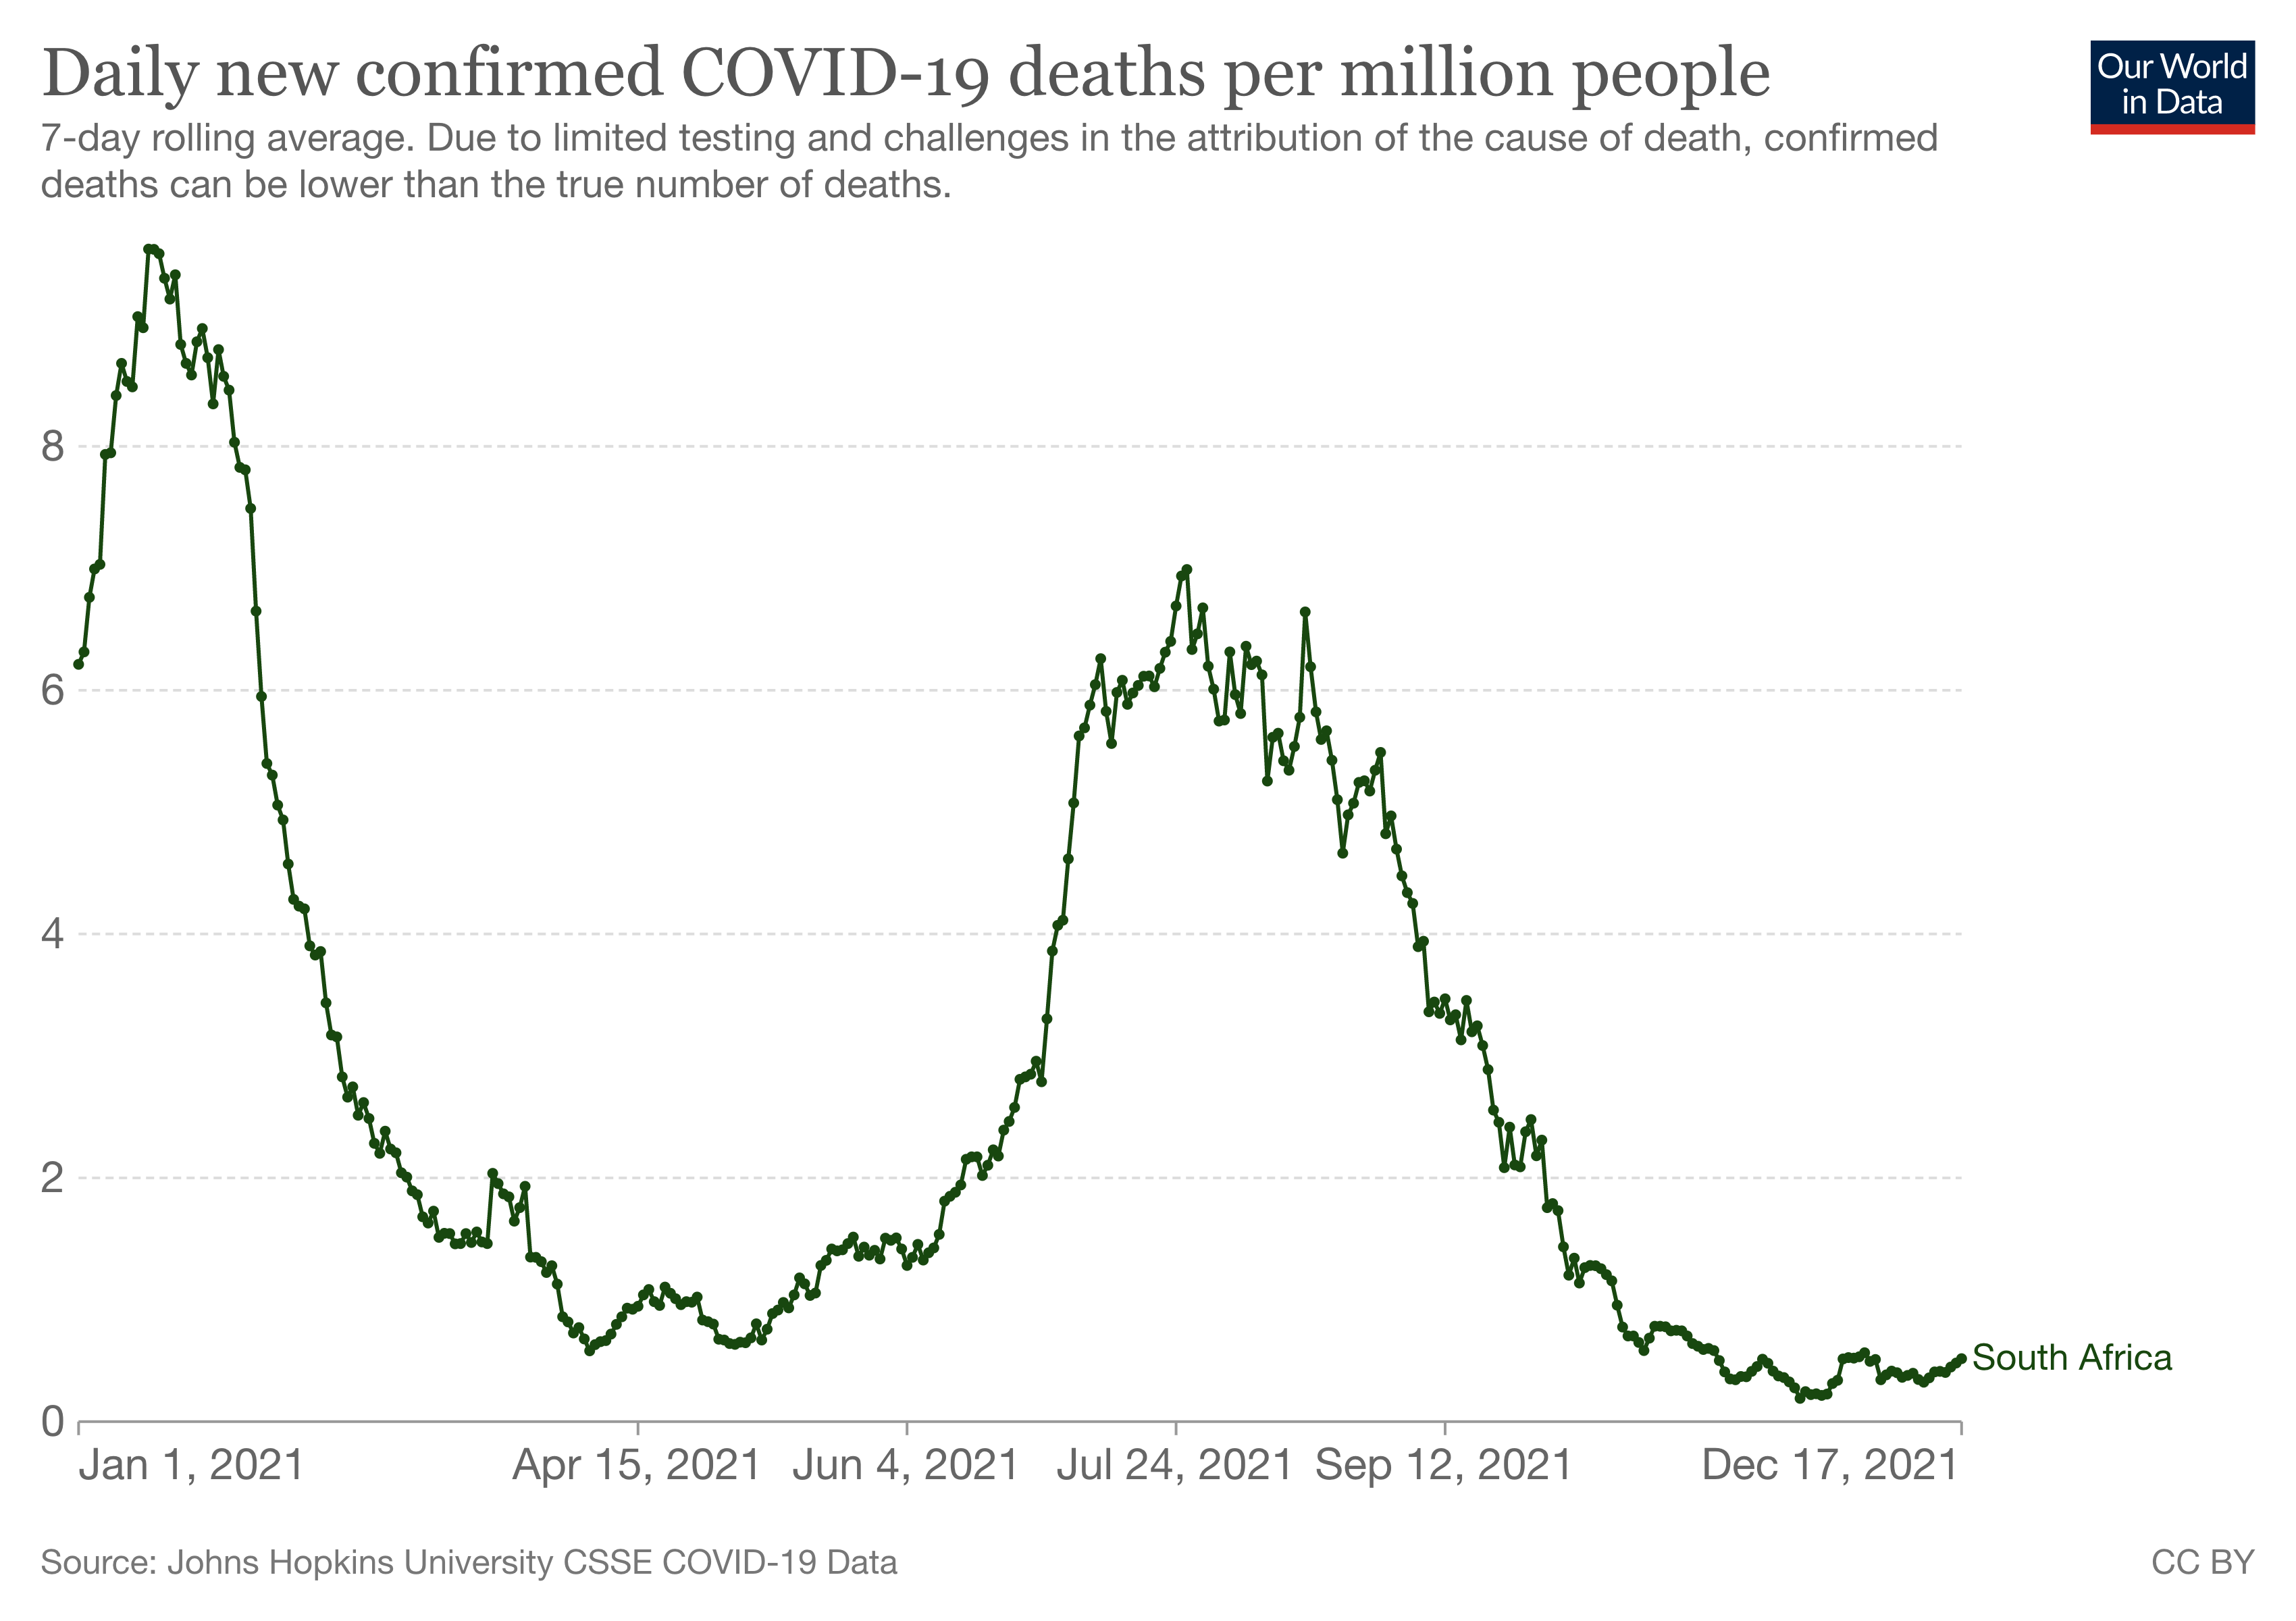 Daily new confirmed COVID-19 deaths per million people
7-day rolling average. Due to limited testing and challenges in the attribution of the cause of death, confirmed
deaths can be lower than the true number of deaths.
Our World
in Data
8
6
4
2
0
South Africa
Jan 1, 2021 Apr 15, 2021 Jun 4, 2021 Jul 24, 2021 Sep 12, 2021 Dec 17, 2021
Source: Johns Hopkins University CSSE COVID-19 Data
CC BY